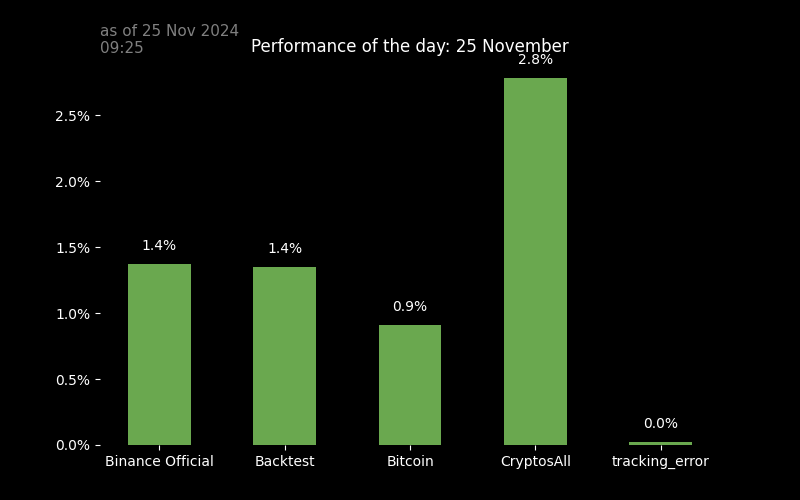 as of 25 Nov 2024
09:25
Performance of the day: 25 November
2.8%
2.5%
2.0%
1.5%
1.4%
1.4%
1.0%
0.9%
0.5%
0.0%
0.0%
Binance Official
Backtest
Bitcoin
CryptosAll
tracking_error